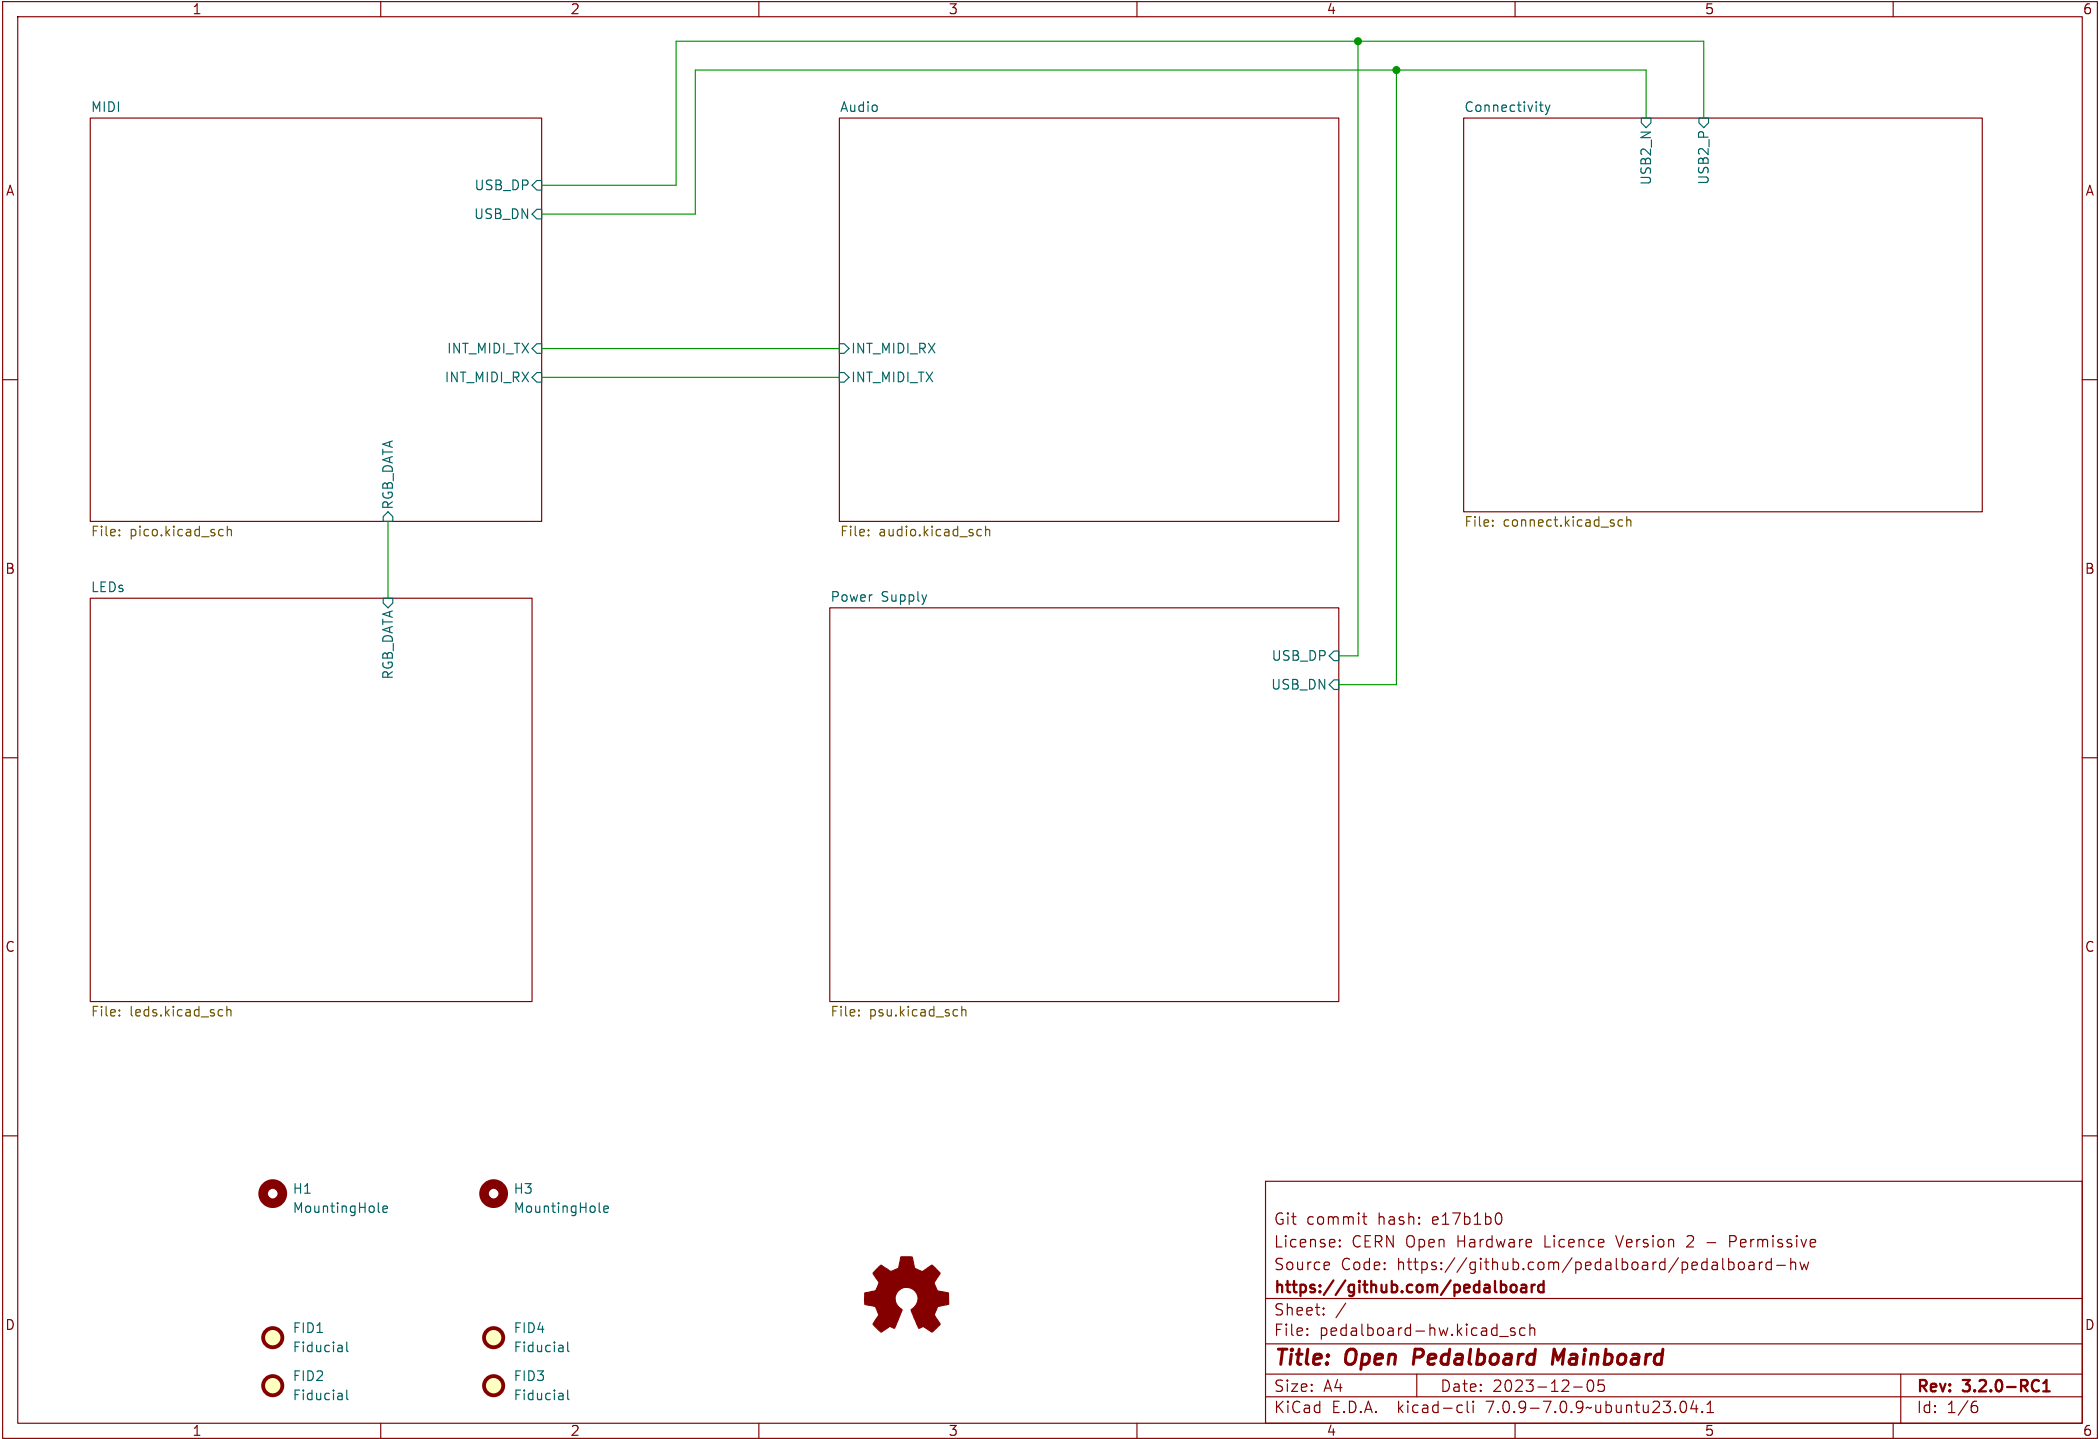 1 2 3 4 5 6
A
B
C
D
A
B
C
D
MIDI
USB_DP
USB_DN
INT_MIDI_TX
INT_MIDI_RX
RGB_DATA
File: pico.kicad_sch
Audio
INT_MIDI_RX
INT_MIDI_TX
File: audio.kicad_sch
Connectivity
USB2_N
USB2_P
File: connect.kicad_sch
LEDs
RGB_DATA
File: leds.kicad_sch
Power Supply
USB_DP
USB_DN
File: psu.kicad_sch
H1
MountingHole
H3
MountingHole
FID1
Fiducial
FID4
Fiducial
FID2
Fiducial
FID3
Fiducial
Git commit hash: e17b1b0
License: CERN Open Hardware Licence Version 2 - Permissive
Source Code: https://github.com/pedalboard/pedalboard-hw
https://github.com/pedalboard
Sheet: /
File: pedalboard-hw.kicad_sch
Title: Open Pedalboard Mainboard
Size: A4 Date: 2023-12-05 Rev: 3.2.0-RC1
KiCad E.D.A. kicad-cli 7.0.9-7.0.9~ubuntu23.04.1 Id: 1/6
1 2 3 4 5 6